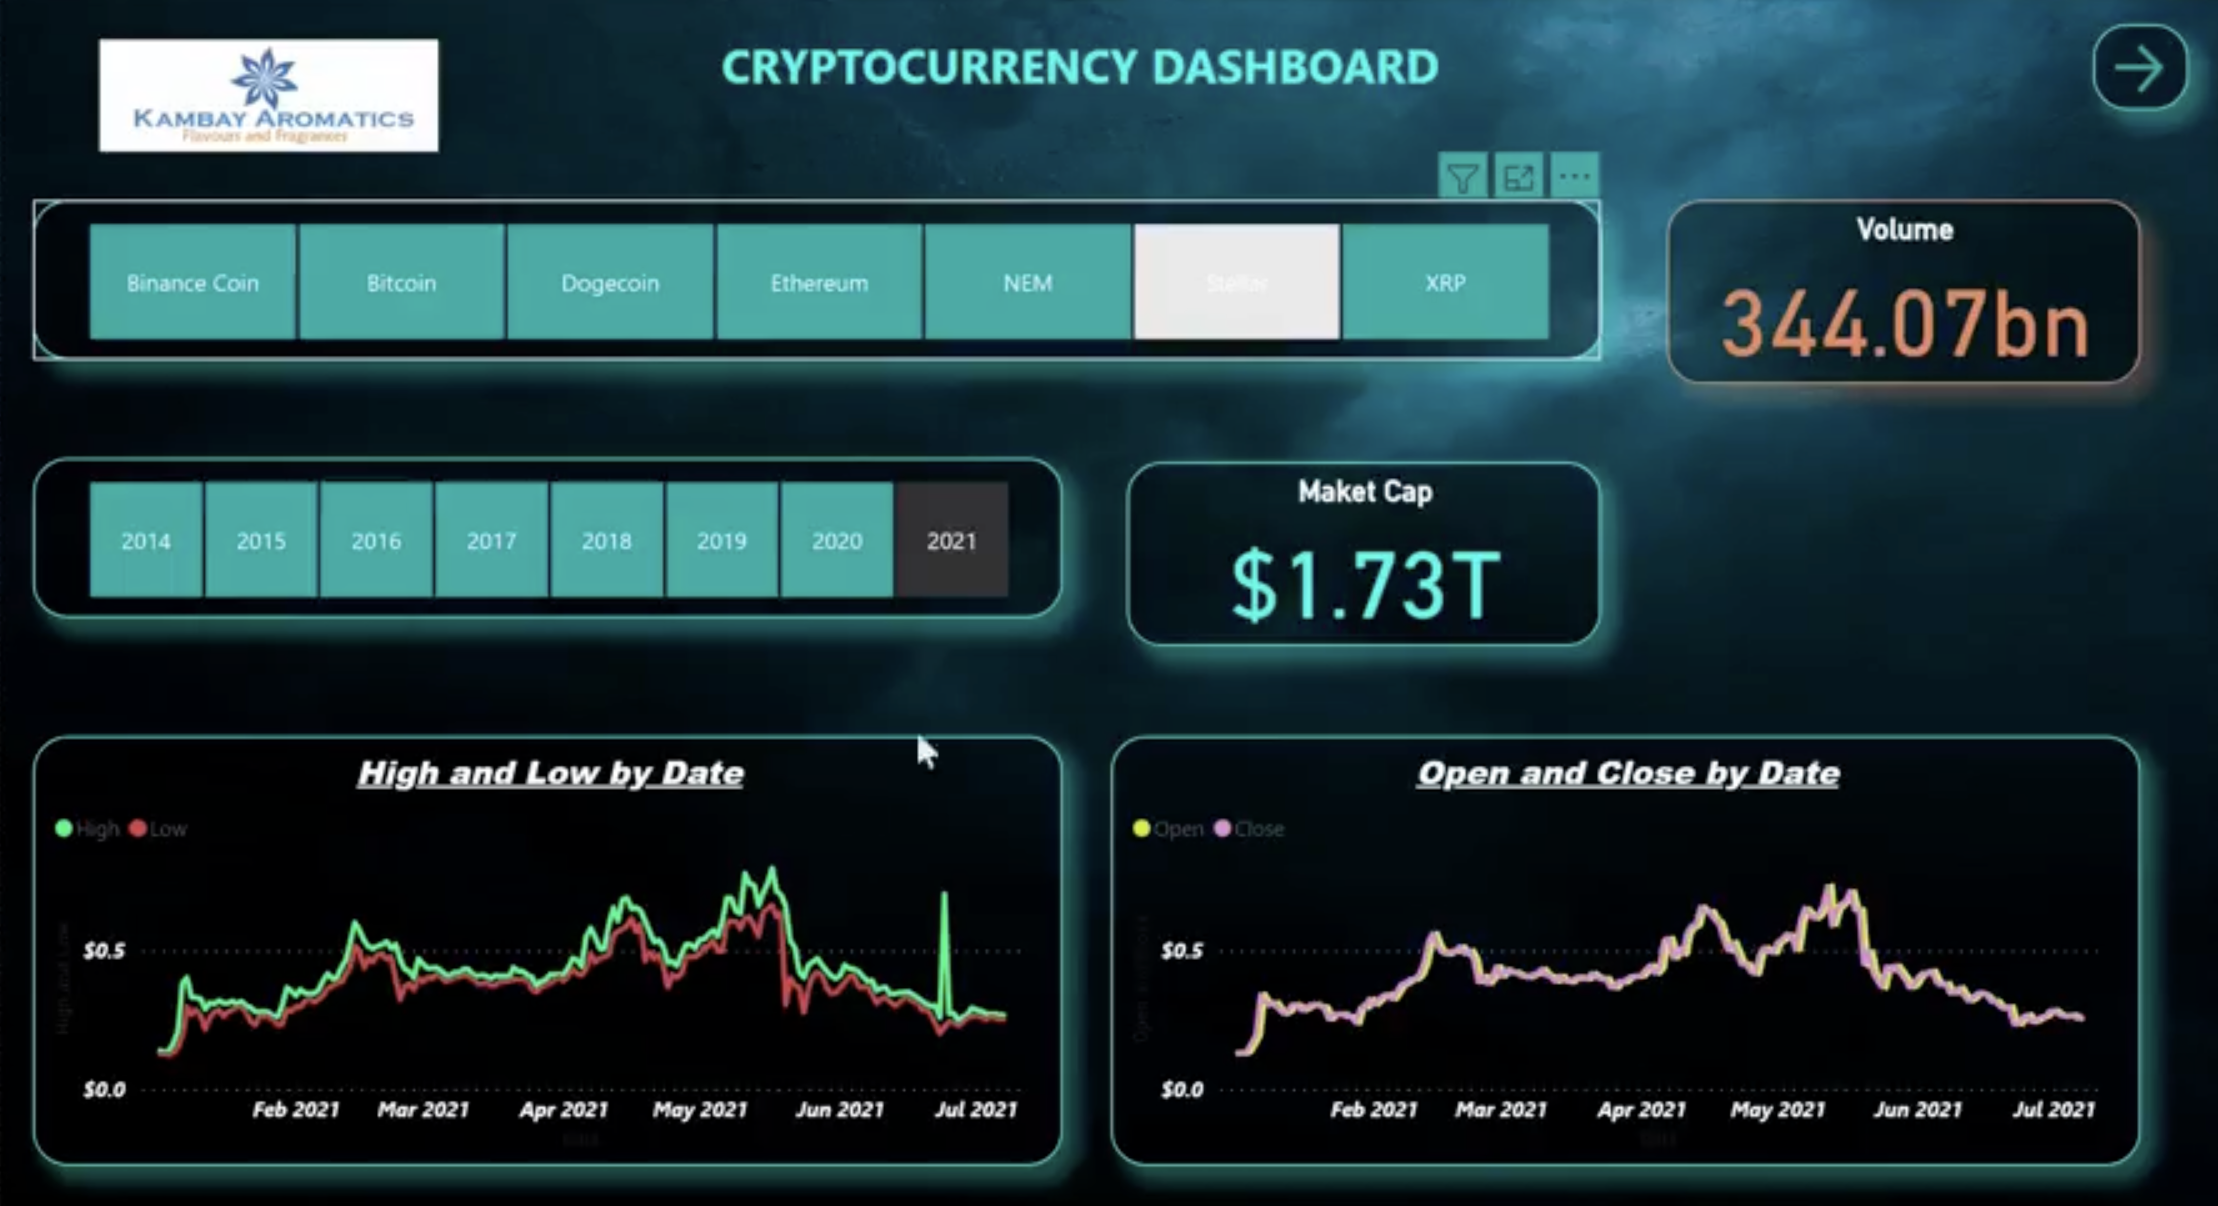 KAMBAY AROMATICS
Flavours and Fragrances
CRYPTOCURRENCY DASHBOARD
Binance Coin
Bitcoin
Dogecoin
Ethereum
NEM
Stellar
XRP
Volume
344.07bn
2014
2015
2016
2017
2018
2019
2020
2021
Maket Cap
$1.73T
High and Low by Date
High
Low
High and Low
$0.5
$0.0
Feb 2021
Mar 2021
Apr 2021
May 2021
Jun 2021
Jul 2021
Open and Close by Date
Open
Close
$0.5
$0.0
Feb 2021
Mar 2021
Apr 2021
May 2021
Jun 2021
Jul 2021